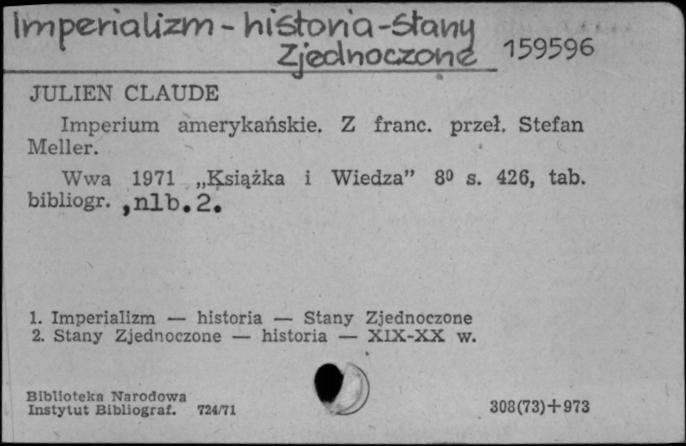 Imperializm - historia - Stany
Zjednoczone
159596
JULIEN CLAUDE
Imperium amerykańskie. Z franc. przeł. Stefan
Meller.
Wwa 1971 „Książka i Wiedza” 8⁰ s. 426, tab.
bibliogr. , nlb. 2.
1. Imperializm — historia — Stany Zjednoczone
2. Stany Zjednoczone — historia — XIX-XX w.
Biblioteka Narodowa
Instytut Bibliograf. 724/71
308(73)+973